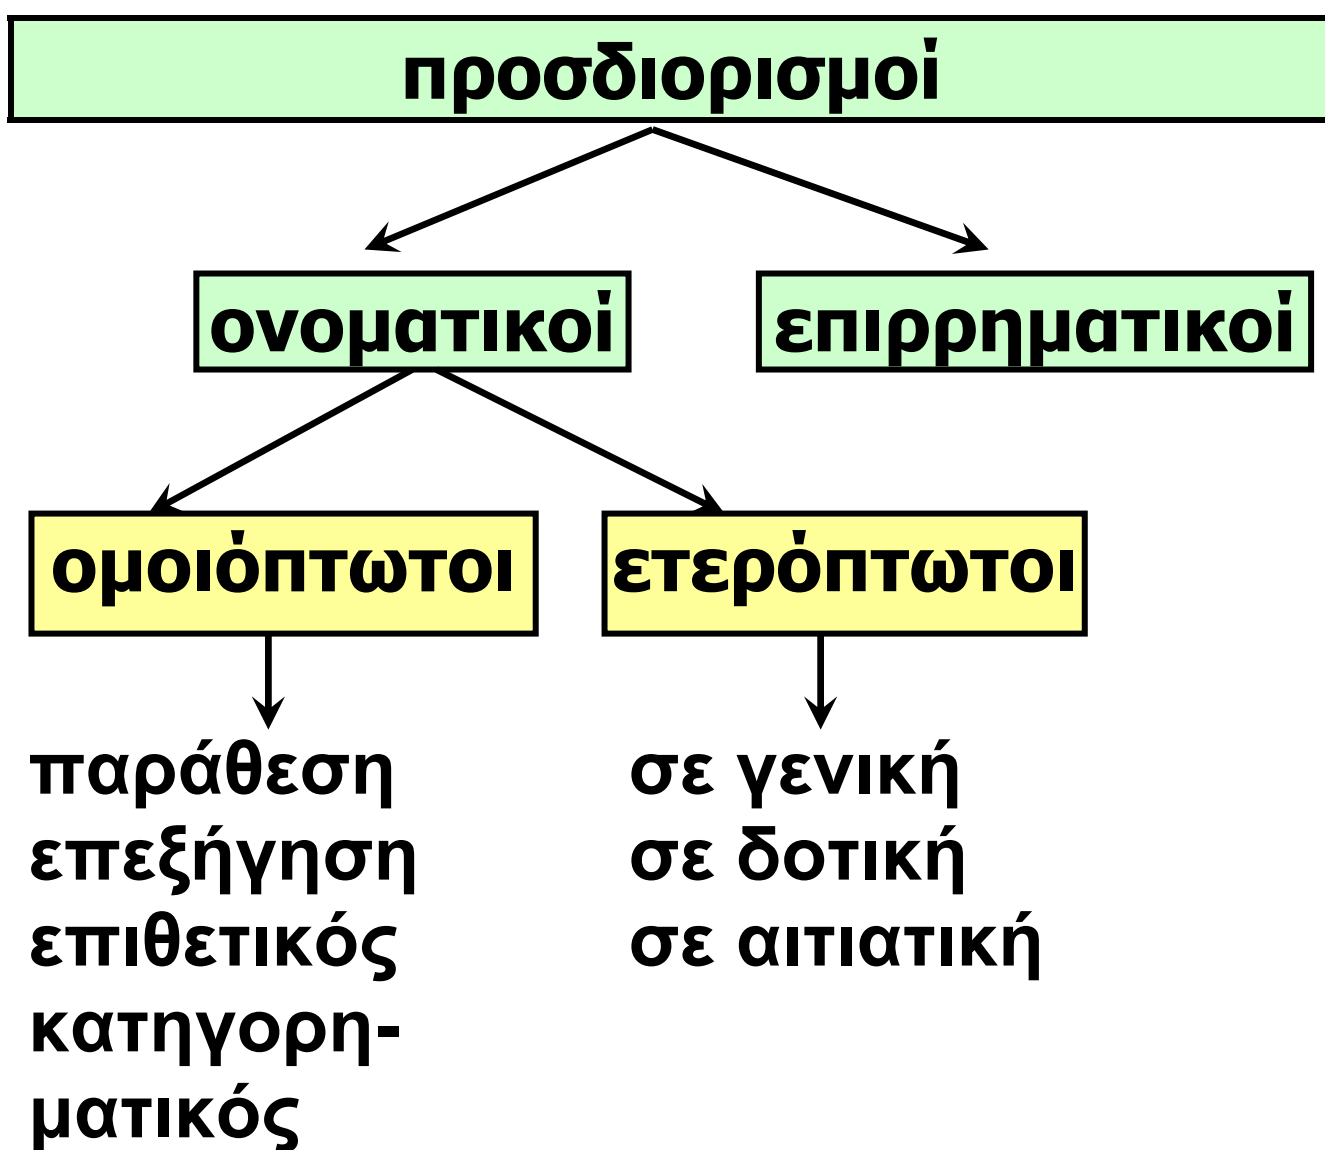 προσδιορισμοί
ονοματικοί
επιρρηματικοί
ομοιόπτωτοι
ετερόπτωτοι
παράθεση
επεξήγηση
επιθετικός
κατηγορη-
ματικός
σε γενική
σε δοτική
σε αιτιατική